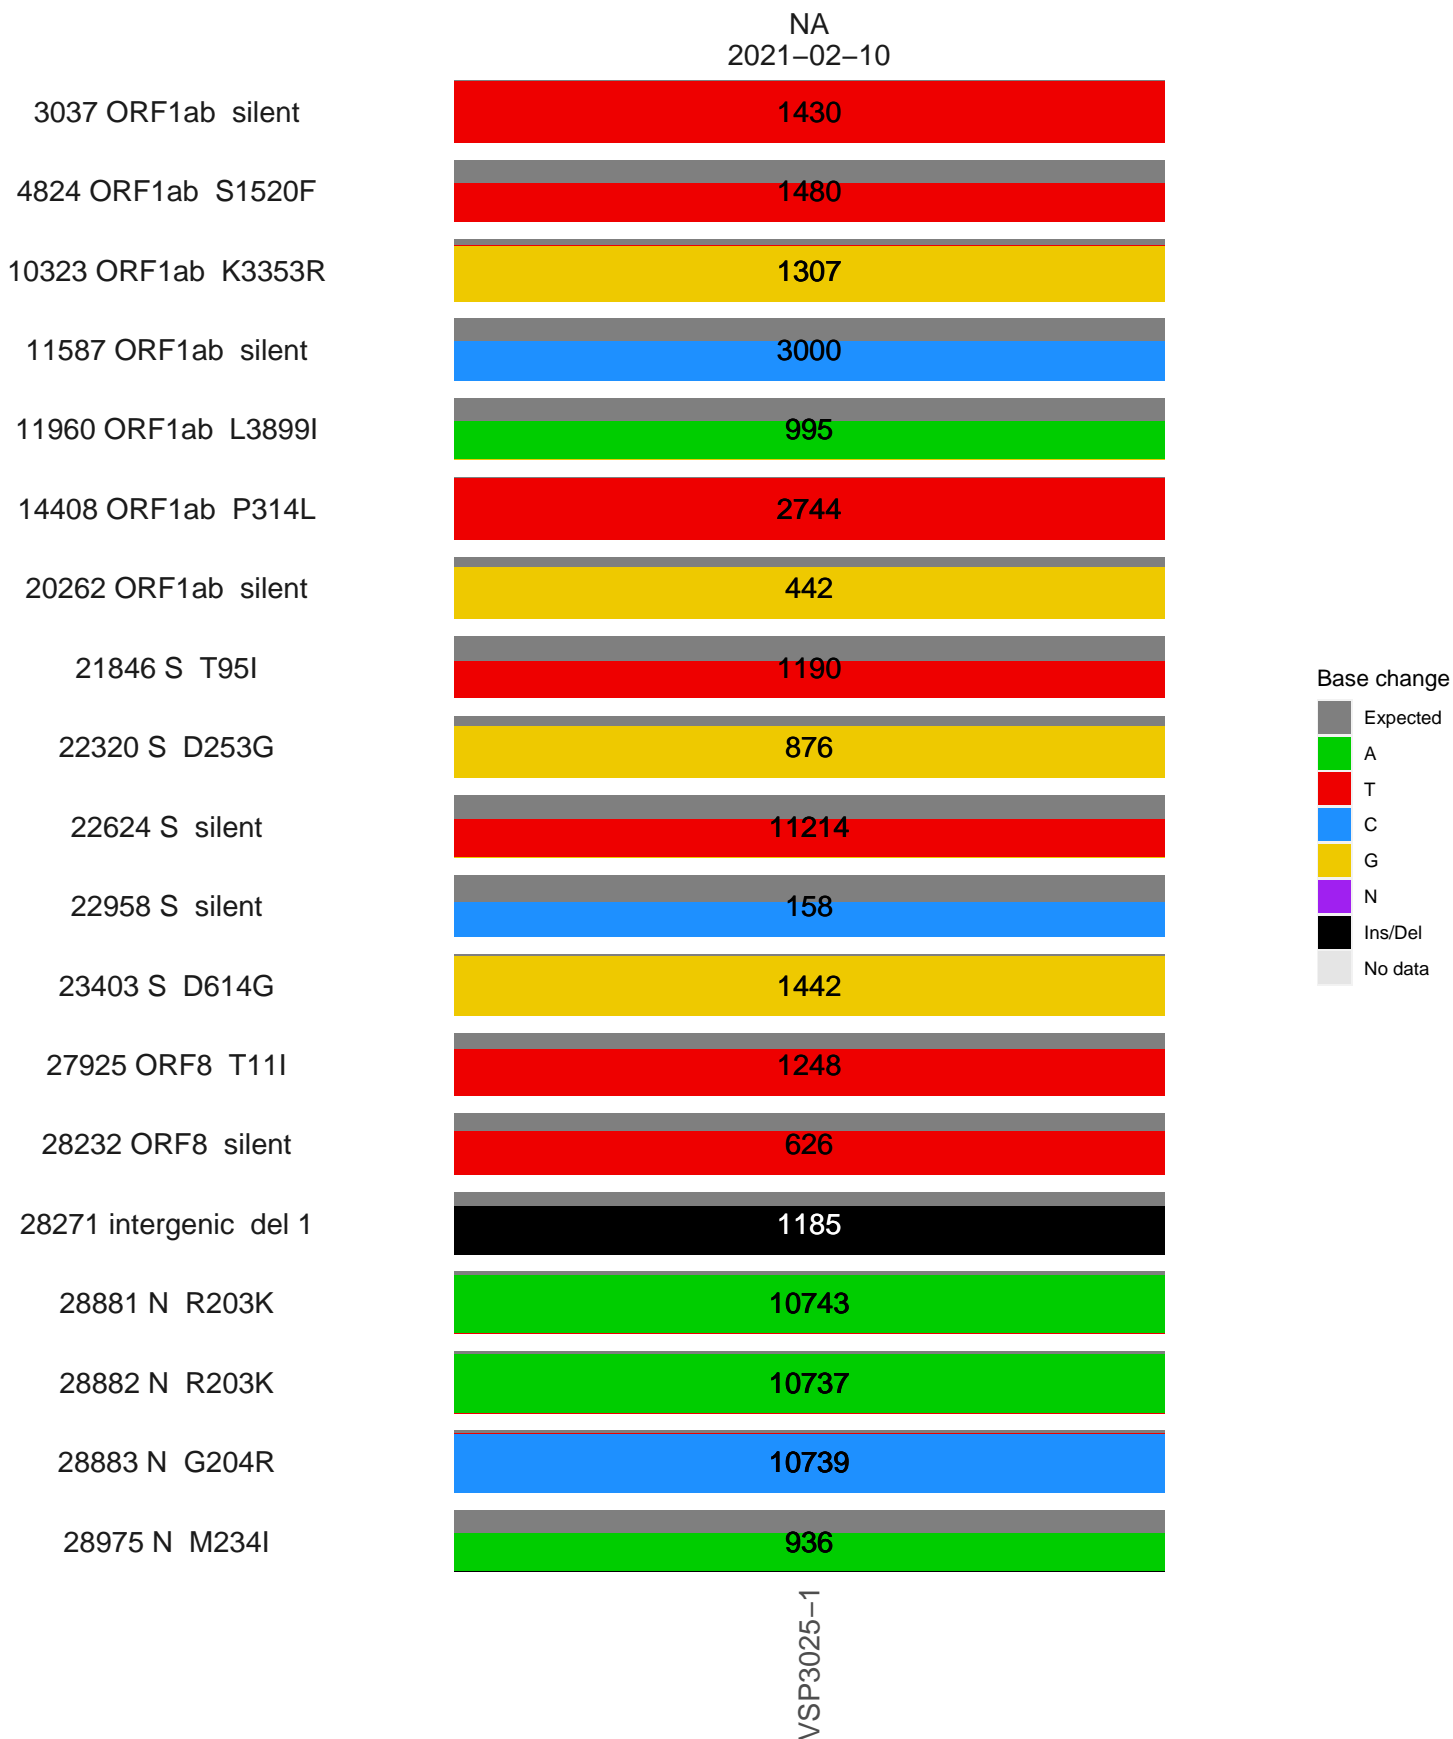 NA
2021−02−10
3037 ORF1ab  silent
1430
4824 ORF1ab  S1520F
1480
10323 ORF1ab  K3353R
1307
11587 ORF1ab  silent
3000
11960 ORF1ab  L3899I
995
14408 ORF1ab  P314L
2744
20262 ORF1ab  silent
442
21846 S  T95I
1190
22320 S  D253G
876
22624 S  silent
11214
22958 S  silent
158
23403 S  D614G
1442
27925 ORF8  T11I
1248
28232 ORF8  silent
626
28271 intergenic  del 1
1185
28881 N  R203K
10743
28882 N  R203K
10737
28883 N  G204R
10739
28975 N  M234I
936
VSP3025−1
Base change
Expected
A
T
C
G
N
Ins/Del
No data